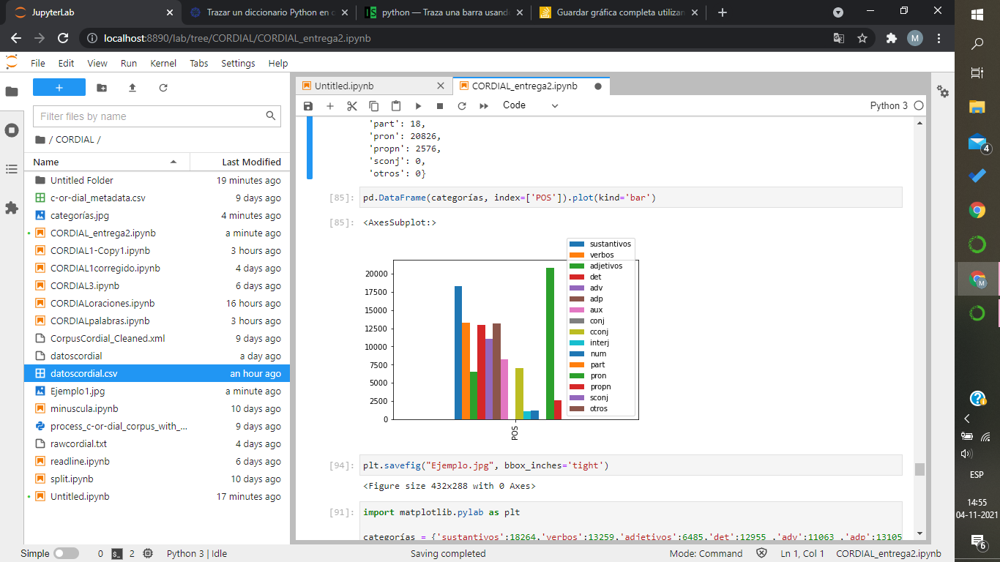 JupyterLab
Trazar un diccionario Python en o
python — Traza una barra usand
Guardar gráfica completa utilizan
localhost:8890/lab/tree/CORDIAL/CORDIAL_entrega2.ipynb
M
File Edit View Run Kernel Tabs Settings Help
Untitled.ipynb
CORDIAL_entrega2.ipynb
Code
Python 3
Filter files by name
/ CORDIAL /
Name Last Modified
Untitled Folder 19 minutes ago
c-or-dial_metadata.csv 9 days ago
categorías.jpg 4 minutes ago
CORDIAL_entrega2.ipynb a minute ago
CORDIAL1-Copy1.ipynb 3 hours ago
CORDIAL1corregido.ipynb 4 days ago
CORDIAL3.ipynb 6 days ago
CORDIALoraciones.ipynb 16 hours ago
CORDIALpalabras.ipynb 3 hours ago
CorpusCordial_Cleaned.xml 9 days ago
datoscordial a day ago
datoscordial.csv an hour ago
Ejemplo1.jpg a minute ago
minuscula.ipynb 10 days ago
process_c-or-dial_corpus_with_... 9 days ago
rawcordial.txt 4 days ago
readline.ipynb 6 days ago
split.ipynb 10 days ago
Untitled.ipynb 17 minutes ago
'part': 18,
'pron': 20826,
'propn': 2576,
'sconj': 0,
'otros': 0}
[85]: pd.DataFrame(categorías, index=['POS']).plot(kind='bar')
[85]: <AxesSubplot:>
sustantivos
verbos
adjetivos
det
adv
adp
aux
conj
cconj
interj
num
part
pron
propn
sconj
otros
20000
17500
15000
12500
10000
7500
5000
2500
0
POS
[94]: plt.savefig("Ejemplo.jpg", bbox_inches='tight')
<Figure size 432x288 with 0 Axes>
[91]: import matplotlib.pylab as plt
categorías = {'sustantivos':18264,'verbos':13259,'adjetivos':6485,'det':12955 ,'adv':11063 ,'adp':13105
Simple 0 2 Python 3 | Idle Saving completed Mode: Command Ln 1, Col 1 CORDIAL_entrega2.ipynb
4
M
ESP
14:55
04-11-2021
6